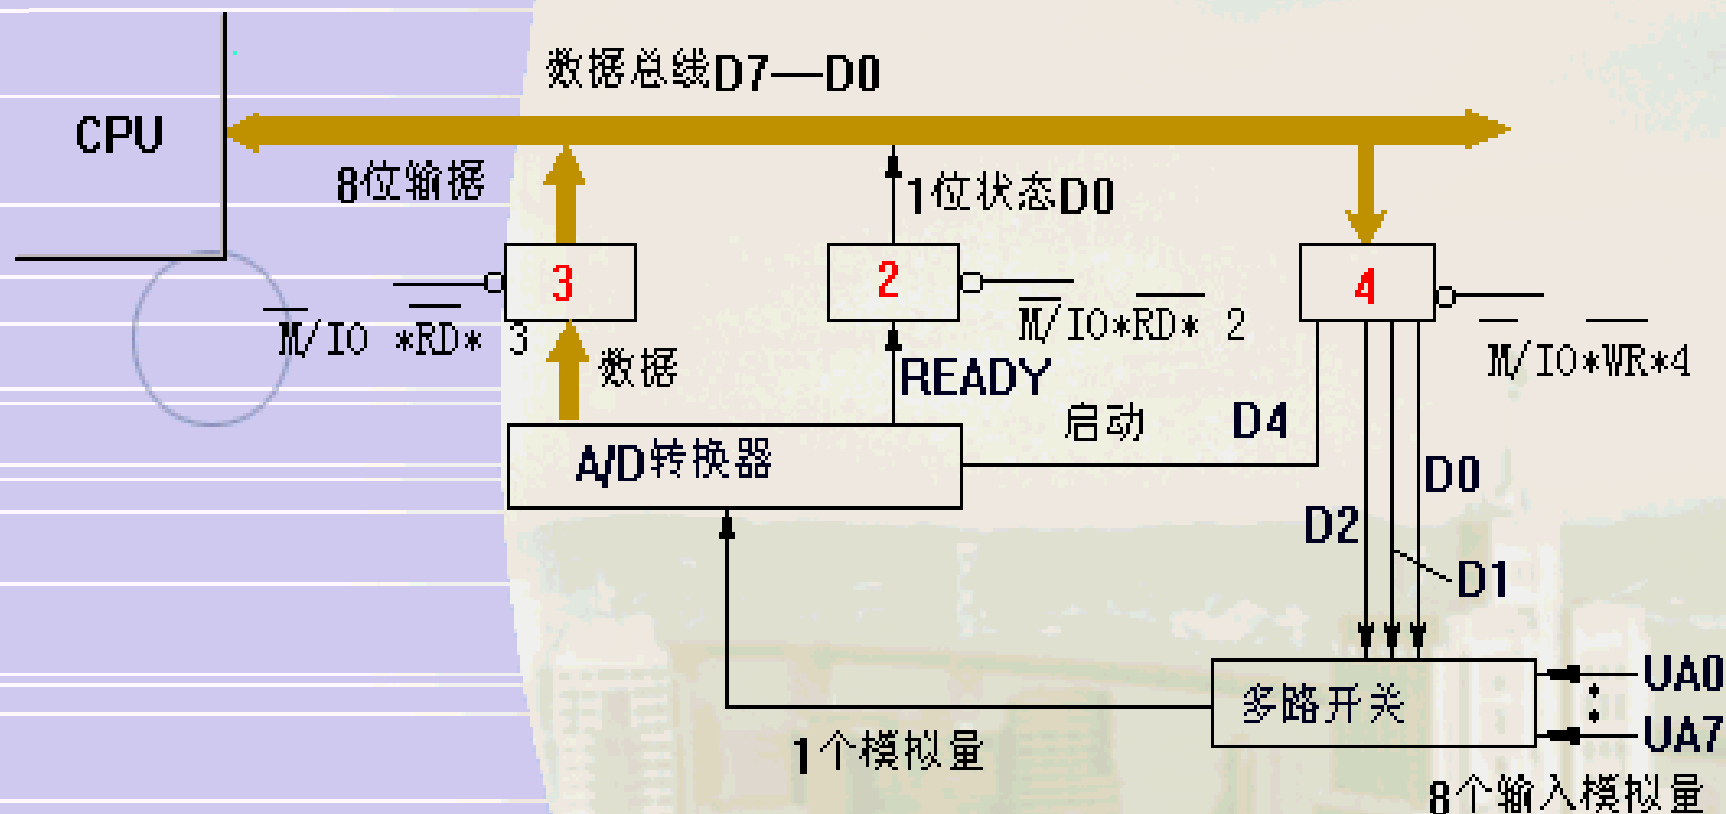 数据总线D7—D0
CPU
8位输据
1位状态D0
3
2
4
M/IO *RD* 3
M/IO*RD* 2
M/IO*WR*4
数据
READY
启动
D4
A/D转换器
D0
D2
D1
多路开关
UA0
UA7
1个模拟量
8个输入模拟量